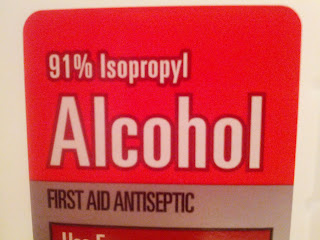 91% Isopropyl
Alcohol
FIRST AID ANTISEPTIC